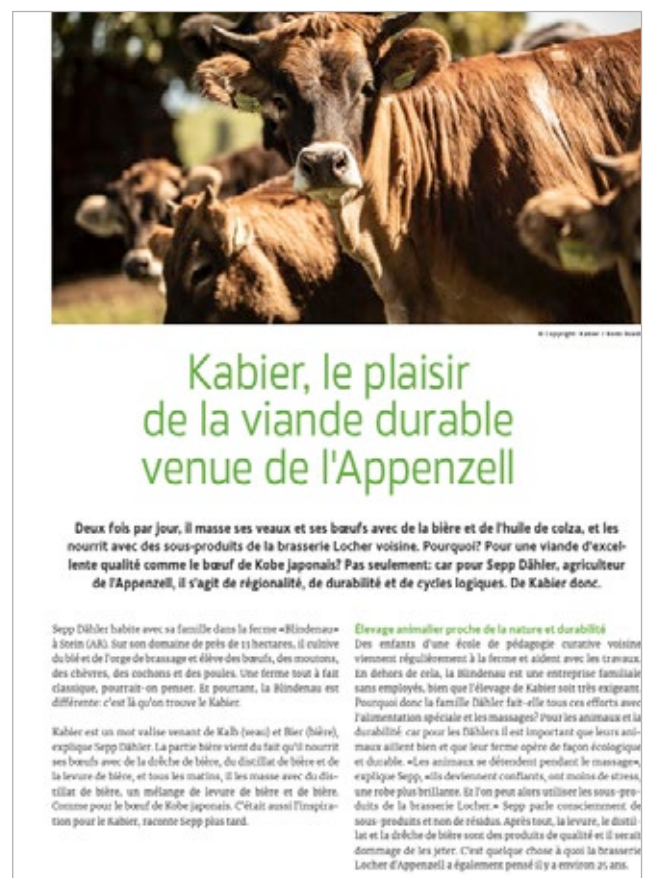 © Copyright: Kabier /
Kabier, le plaisir
de la viande durable
venue de l'Appenzell
Deux fois par jour, il masse ses veaux et ses bœufs avec de la bière et de l'huile de colza, et les
nourrit avec des sous-produits de la brasserie Locher voisine. Pourquoi? Pour une viande d'excel-
lente qualité comme le bœuf de Kobe japonais? Pas seulement: car pour Sepp Dähler, agriculteur
de l'Appenzell, il s'agit de régionalité, de durabilité et de cycles logiques. De Kabier donc.
Sepp Dähler habite avec sa famille dans la ferme «Blindenau»
à Stein (AR). Sur son domaine de près de 13 hectares, il cultive
du blé et de l'orge de brassage et élève des bœufs, des moutons,
des chèvres, des cochons et des poules. Une ferme tout à fait
classique, pourrait-on penser. Et pourtant, la Blindenau est
différente: c'est là qu'on trouve le Kabier.
Kabier est un mot valise venant de Kalb (veau) et Bier (bière),
explique Sepp Dähler. La partie bière vient du fait qu'il nourrit
ses bœufs avec de la drêche de bière, du distillat de bière et de
la levure de bière, et tous les matins, il les masse avec du dis-
tillat de bière, un mélange de levure de bière et de bière.
Comme pour le bœuf de Kobe japonais. C'était aussi l'inspira-
tion pour le Kabier, raconte Sepp plus tard.
Élevage animalier proche de la nature et durabilité
Des enfants d'une école de pédagogie curative voisine
viennent régulièrement à la ferme et aident avec les travaux.
En dehors de cela, la Blindenau est une entreprise familiale
sans employés, bien que l'élevage de Kabier soit très exigeant.
Pourquoi donc la famille Dähler fait-elle tous ces efforts avec
l'alimentation spéciale et les massages? Pour les animaux et la
durabilité: car pour les Dählers il est important que leurs ani-
maux aillent bien et que leur ferme opère de façon écologique
et durable. «Les animaux se détendent pendant le massage»,
explique Sepp, «ils deviennent confiants, ont moins de stress,
une robe plus brillante. Et l'on peut alors utiliser les sous-pro-
duits de la brasserie Locher.» Sepp parle consciemment de
sous-produits et non de résidus. Après tout, la levure, le distil-
lat et la drêche de bière sont des produits de qualité et il serait
dommage de les jeter. C'est quelque chose à quoi la brasserie
Locher d'Appenzell a également pensé il y a environ 25 ans.